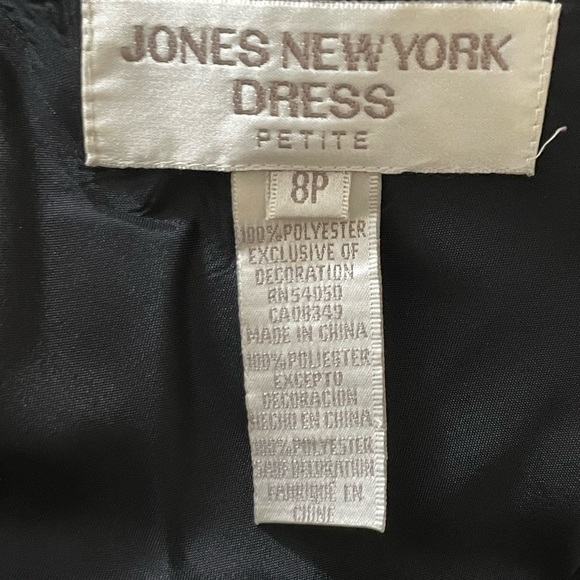 JONES NEW YORK
DRESS
PETITE
8P
100% POLYESTER
EXCLUSIVE OF
DECORATION
RN54050
CA08349
MADE IN CHINA
100% POLIESTER
EXCEPTO
DECORACION
HECHO EN CHINA
100% POLYESTER
SANS DECORATION
FABRIQUÉ EN
CHINE